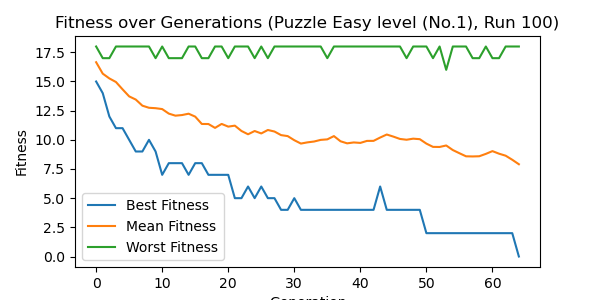 Fitness over Generations (Puzzle Easy level (No.1), Run 100)
Fitness
17.5
15.0
12.5
10.0
7.5
5.0
2.5
0.0
Best Fitness
Mean Fitness
Worst Fitness
0 10 20 30 40 50 60
Generation